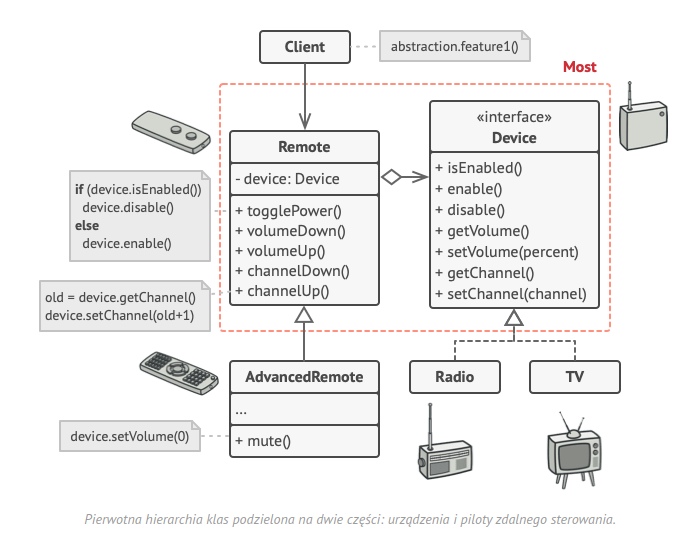 Client
abstraction.feature1()
Most
«interface»
Device
+ isEnabled()
+ enable()
+ disable()
+ getVolume()
+ setVolume(percent)
+ getChannel()
+ setChannel(channel)
Remote
- device: Device
+ togglePower()
+ volumeDown()
+ volumeUp()
+ channelDown()
+ channelUp()
if (device.isEnabled())
device.disable()
else
device.enable()
old = device.getChannel()
device.setChannel(old+1)
AdvancedRemote
...
+ mute()
device.setVolume(0)
Radio
TV
Pierwotna hierarchia klas podzielona na dwie części: urządzenia i piloty zdalnego sterowania.